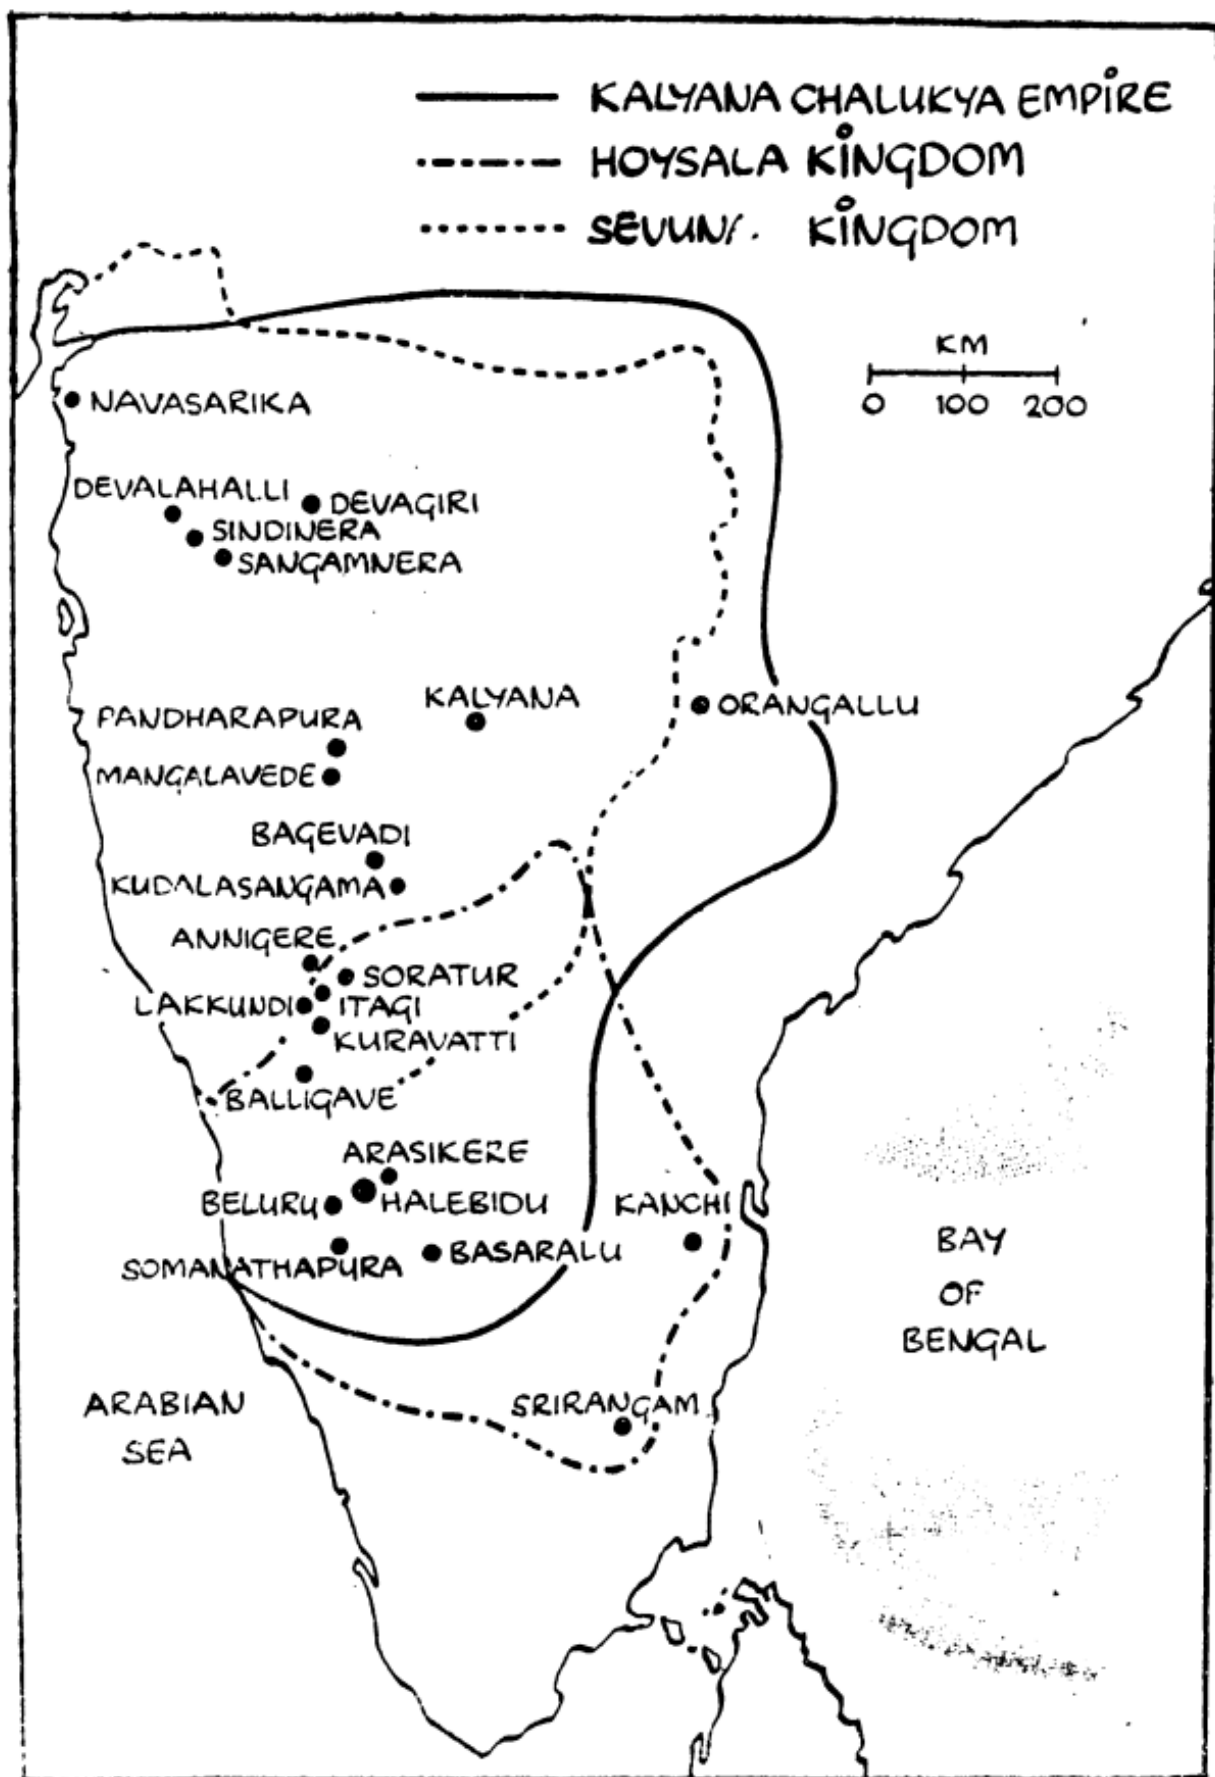 KALYANA CHALUKYA EMPIRE
HOYSALA KINGDOM
KINGDOM
KM
0 100 200
NAVASARIKA
DEVALAHALLI
DEVAGIRI
SINDINERA
SANGAMNERA
KALYANA
ORANGALLU
PANDHARAPURA
MANGALAVEDE
BAGEVADI
KUDALASANGAMA
ANNIGERE
SORATUR
LAKKUNDI
ITAGI
KURAVATTI
BALLIGAVE
ARASIKERE
BELURU
HALEBIDU
KANCHI
SOMANATHAPURA
BASARALU
BAY
OF
BENGAL
ARABIAN
SEA
SRIRANGAM